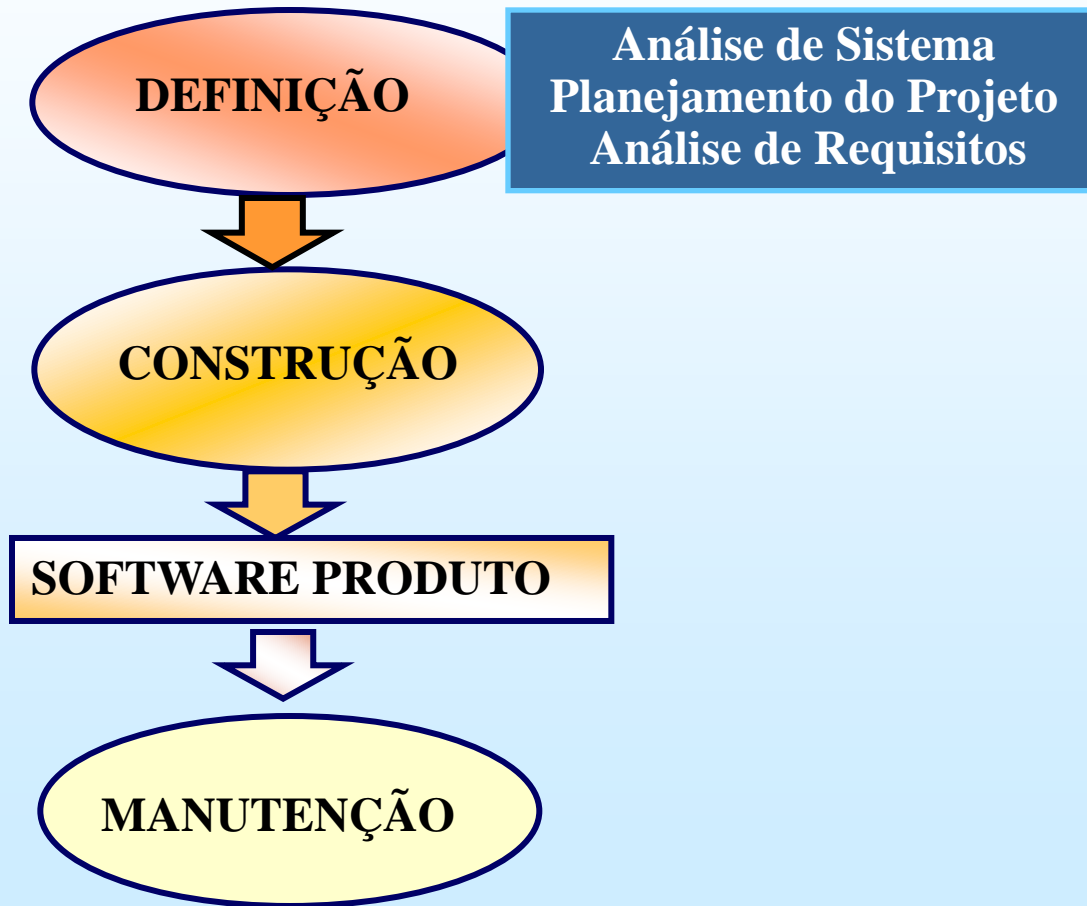 DEFINIÇÃO
Análise de Sistema
Planejamento do Projeto
Análise de Requisitos
CONSTRUÇÃO
SOFTWARE PRODUTO
MANUTENÇÃO